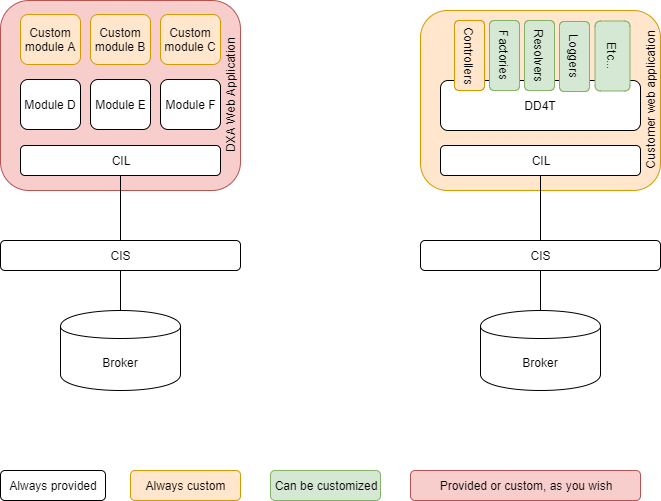 Custom
module A
Custom
module B
Custom
module C
Module D
Module E
Module F
DXA Web Application
CIL
CIS
Broker
Controllers
Factories
Resolvers
Loggers
Etc...
DD4T
Customer web application
CIL
CIS
Broker
Always provided
Always custom
Can be customized
Provided or custom, as you wish